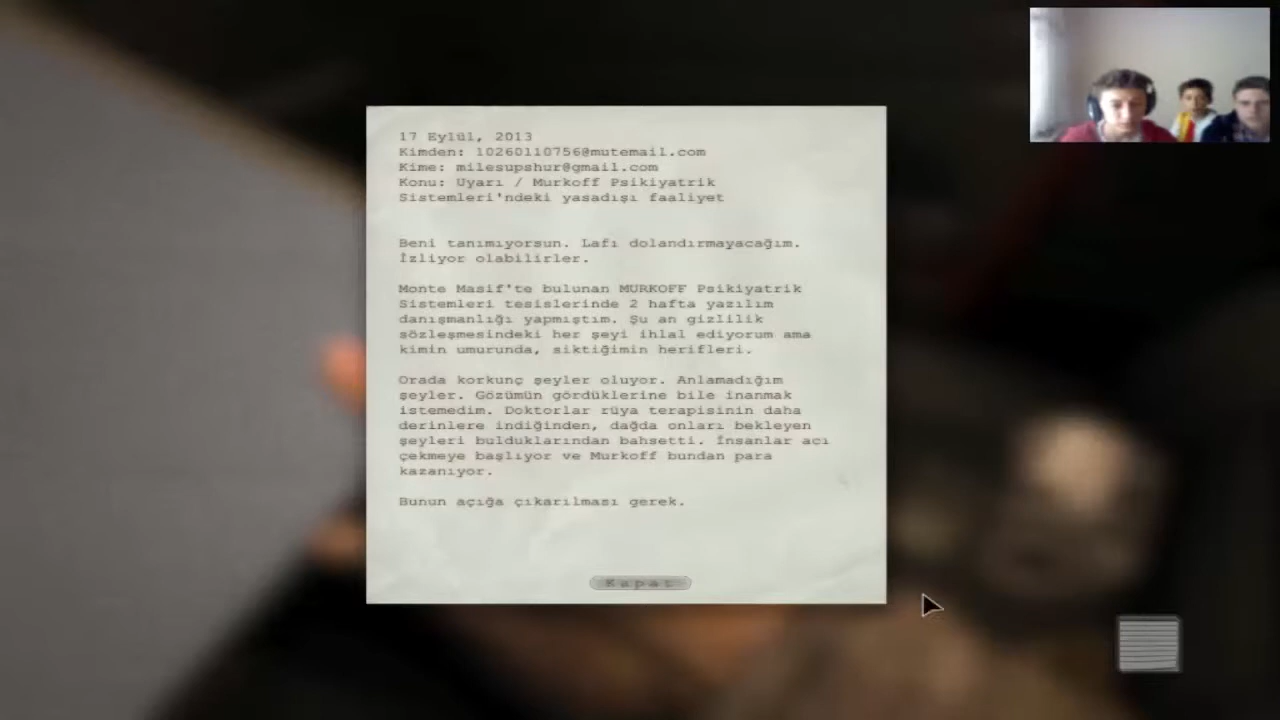 17 Eylül, 2013
Kimden: 10260110756@mutemail.com
Kime: milesupshur@gmail.com
Konu: Uyarı / Murkoff Psikiyatrik
Sistemleri'ndeki yasadışı faaliyet
Beni tanımıyorsun. Lafı dolandırmayacağım.
İzliyor olabilirler.
Monte Masif'te bulunan MURKOFF Psikiyatrik
Sistemleri tesislerinde 2 hafta yazılım
danışmanlığı yapmıştım. Şu an gizlilik
sözleşmesindeki her şeyi ihlal ediyorum ama
kimin umurunda, siktiğimin herifleri.
Orada korkunç şeyler oluyor. Anlamadığım
şeyler. Gözümün gördüklerine bile inanmak
istemedim. Doktorlar rüya terapisinin daha
derinlere indiğinden, dağda onları bekleyen
şeyleri bulduklarından bahsetti. İnsanlar acı
çekmeye başlıyor ve Murkoff bundan para
kazanıyor.
Bunun açığa çıkarılması gerek.
Kapat